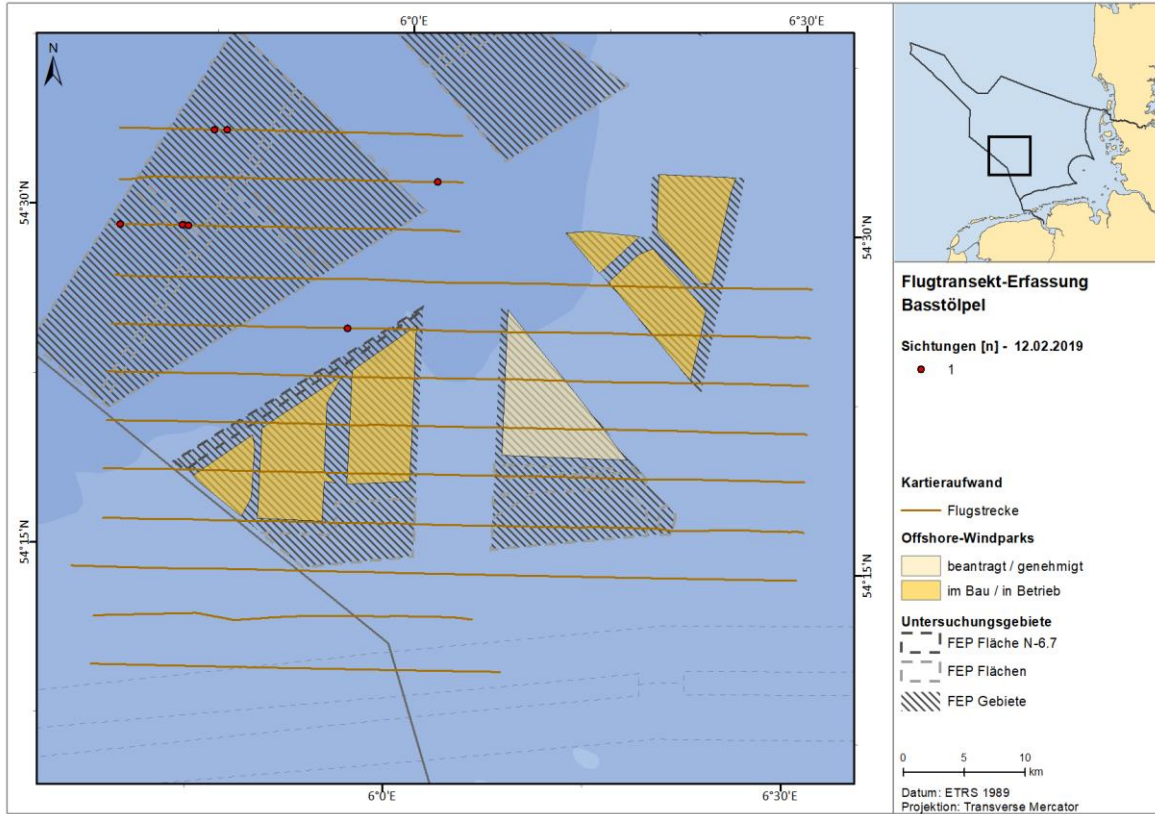 6°0'E
6°30'E
N
54°30'N
54°30'N
54°15'N
54°15'N
6°0'E
6°30'E
Flugtransekt-Erfassung
Basstölpel
Sichtungen [n] - 12.02.2019
1
Kartieraufwand
Flugstrecke
Offshore-Windparks
beantragt / genehmigt
im Bau / in Betrieb
Untersuchungsgebiete
FEP Fläche N-6.7
FEP Flächen
FEP Gebiete
0 5 10
km
Datum: ETRS 1989
Projektion: Transverse Mercator